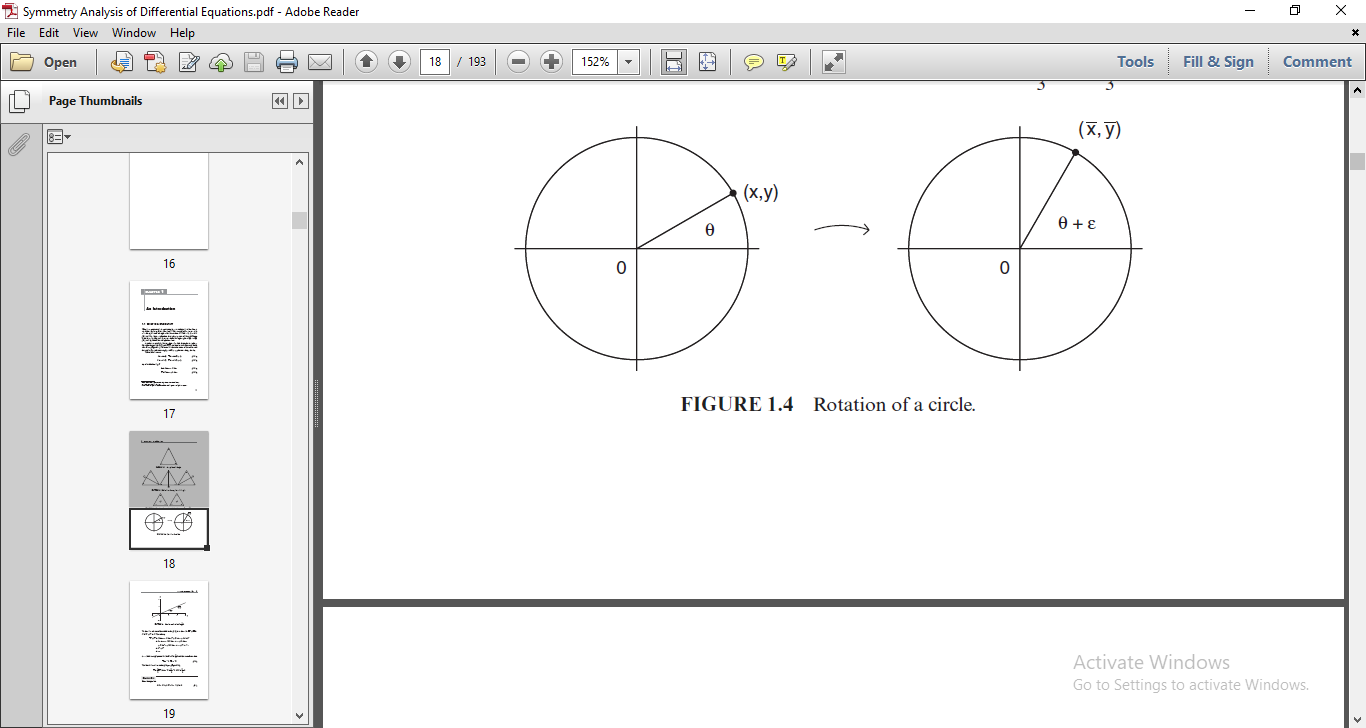 Symmetry Analysis of Differential Equations.pdf - Adobe Reader
File Edit View Window Help
Open 18 / 193 152% Tools Fill & Sign Comment
Page Thumbnails
16
17
18
19
(x,y)
θ
0
(x̅, y̅)
θ + ε
0
FIGURE 1.4 Rotation of a circle.
Activate Windows
Go to Settings to activate Windows.